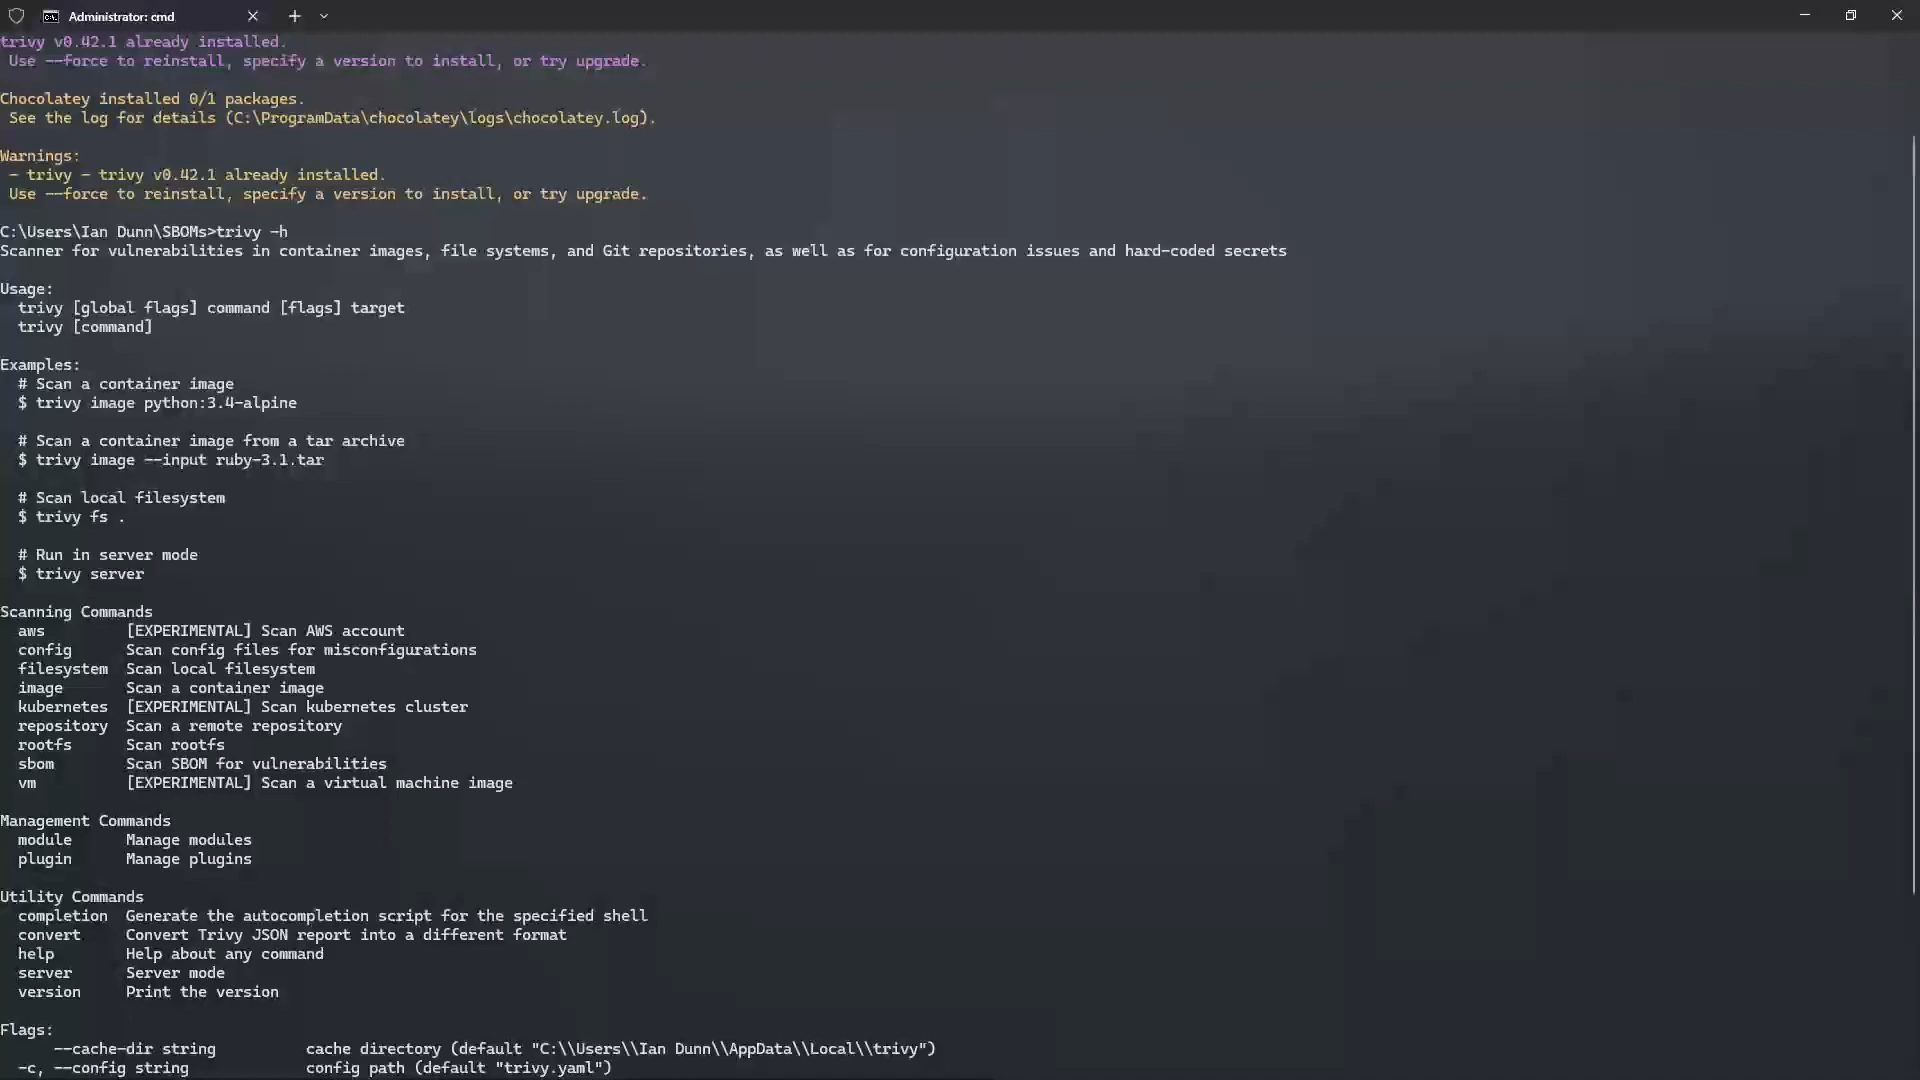 Administrator: cmd
trivy v0.42.1 already installed.
 Use --force to reinstall, specify a version to install, or try upgrade.
Chocolatey installed 0/1 packages.
 See the log for details (C:\ProgramData\chocolatey\logs\chocolatey.log).
Warnings:
 - trivy - trivy v0.42.1 already installed.
 Use --force to reinstall, specify a version to install, or try upgrade.
C:\Users\Ian Dunn\SBOMs>trivy -h
Scanner for vulnerabilities in container images, file systems, and Git repositories, as well as for configuration issues and hard-coded secrets
Usage:
  trivy [global flags] command [flags] target
  trivy [command]
Examples:
  # Scan a container image
  $ trivy image python:3.4-alpine
  # Scan a container image from a tar archive
  $ trivy image --input ruby-3.1.tar
  # Scan local filesystem
  $ trivy fs .
  # Run in server mode
  $ trivy server
Scanning Commands
  aws         [EXPERIMENTAL] Scan AWS account
  config      Scan config files for misconfigurations
  filesystem  Scan local filesystem
  image       Scan a container image
  kubernetes  [EXPERIMENTAL] Scan kubernetes cluster
  repository  Scan a remote repository
  rootfs      Scan rootfs
  sbom        Scan SBOM for vulnerabilities
  vm          [EXPERIMENTAL] Scan a virtual machine image
Management Commands
  module      Manage modules
  plugin      Manage plugins
Utility Commands
  completion  Generate the autocompletion script for the specified shell
  convert     Convert Trivy JSON report into a different format
  help        Help about any command
  server      Server mode
  version     Print the version
Flags:
      --cache-dir string          cache directory (default "C:\\Users\\Ian Dunn\\AppData\\Local\\trivy")
  -c, --config string             config path (default "trivy.yaml")